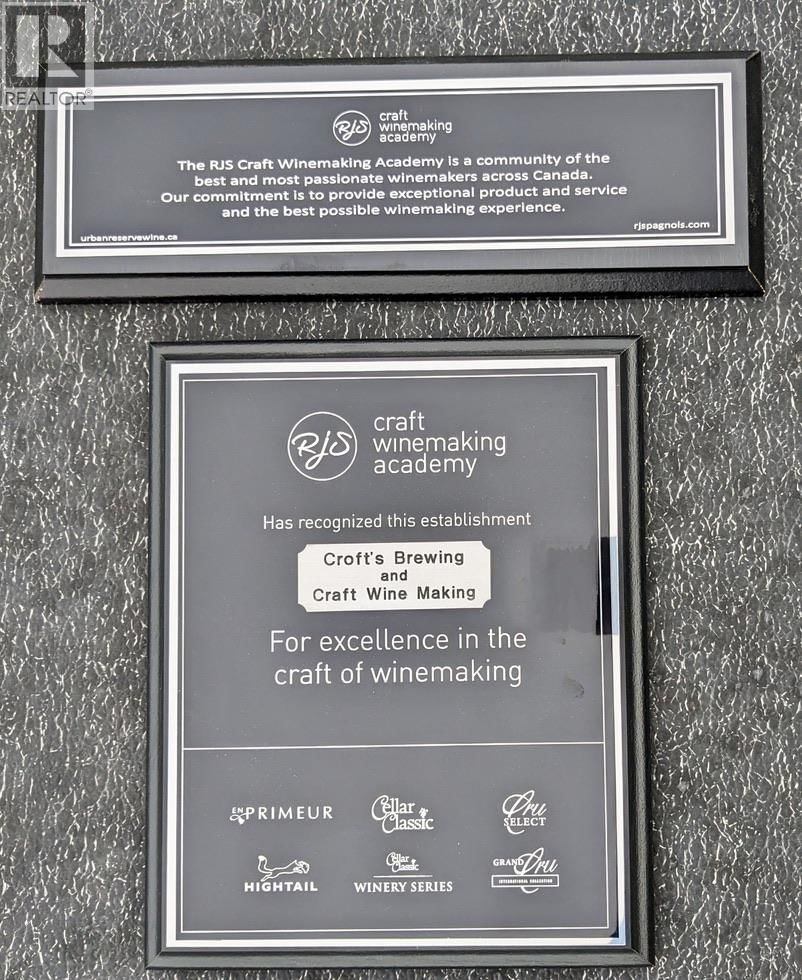 REALTOR®
RJS
craft
winemaking
academy
The RJS Craft Winemaking Academy is a community of the
best and most passionate winemakers across Canada.
Our commitment is to provide exceptional product and service
and the best possible winemaking experience.
urbanreservewine.ca
rjspagnols.com
RJS
craft
winemaking
academy
Has recognized this establishment
Croft's Brewing
and
Craft Wine Making
For excellence in the
craft of winemaking
EN PRIMEUR
Cellar
Classic
Cru
SELECT
HIGHTAIL
Cellar
Classic
WINERY SERIES
GRAND Cru
INTERNATIONAL COLLECTION